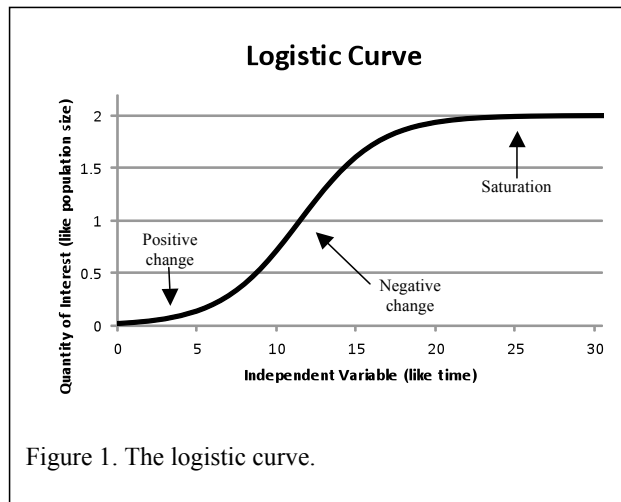 Logistic Curve
Quantity of Interest (like population size)
2
1.5
1
0.5
0
Positive
change
Negative
change
Saturation
0 5 10 15 20 25 30
Independent Variable (like time)
Figure 1. The logistic curve.